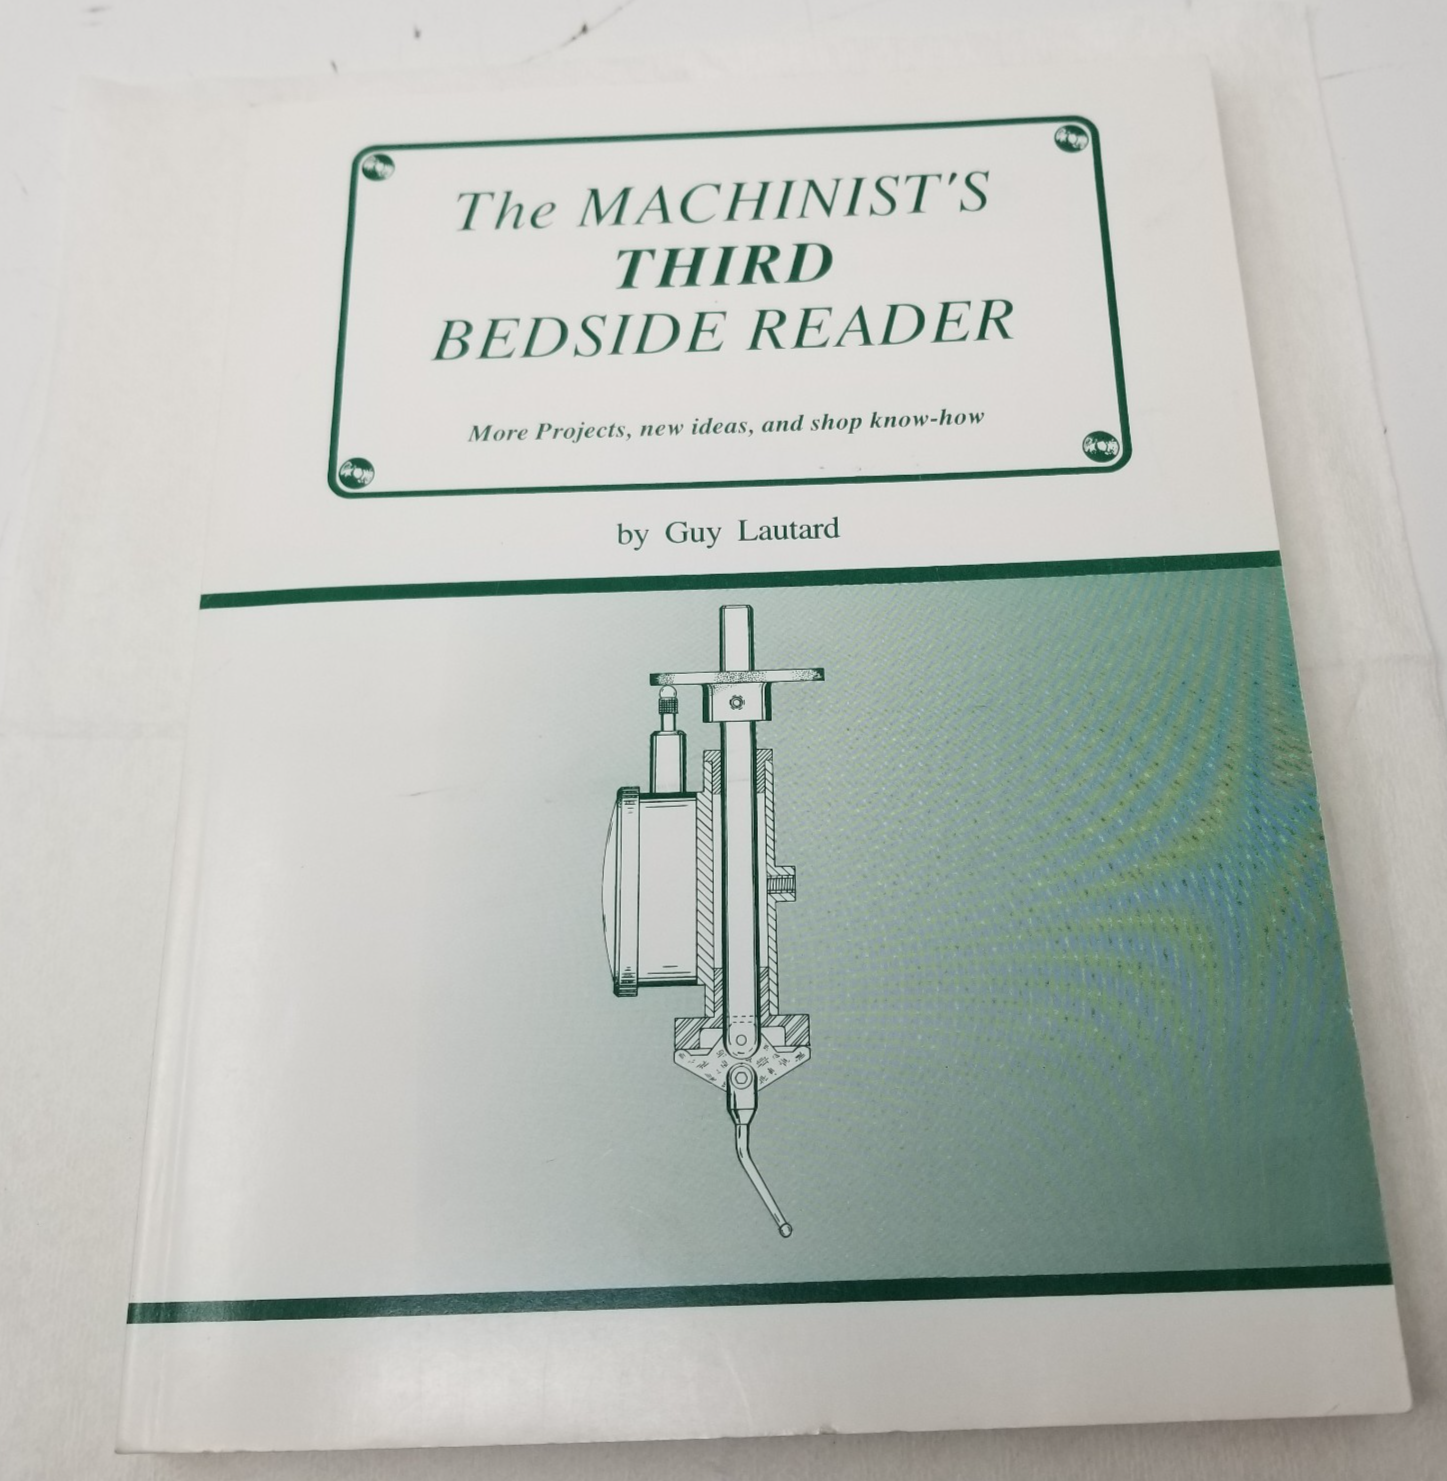 The MACHINIST'S
THIRD
BEDSIDE READER
More Projects, new ideas, and shop know-how
by Guy Lautard